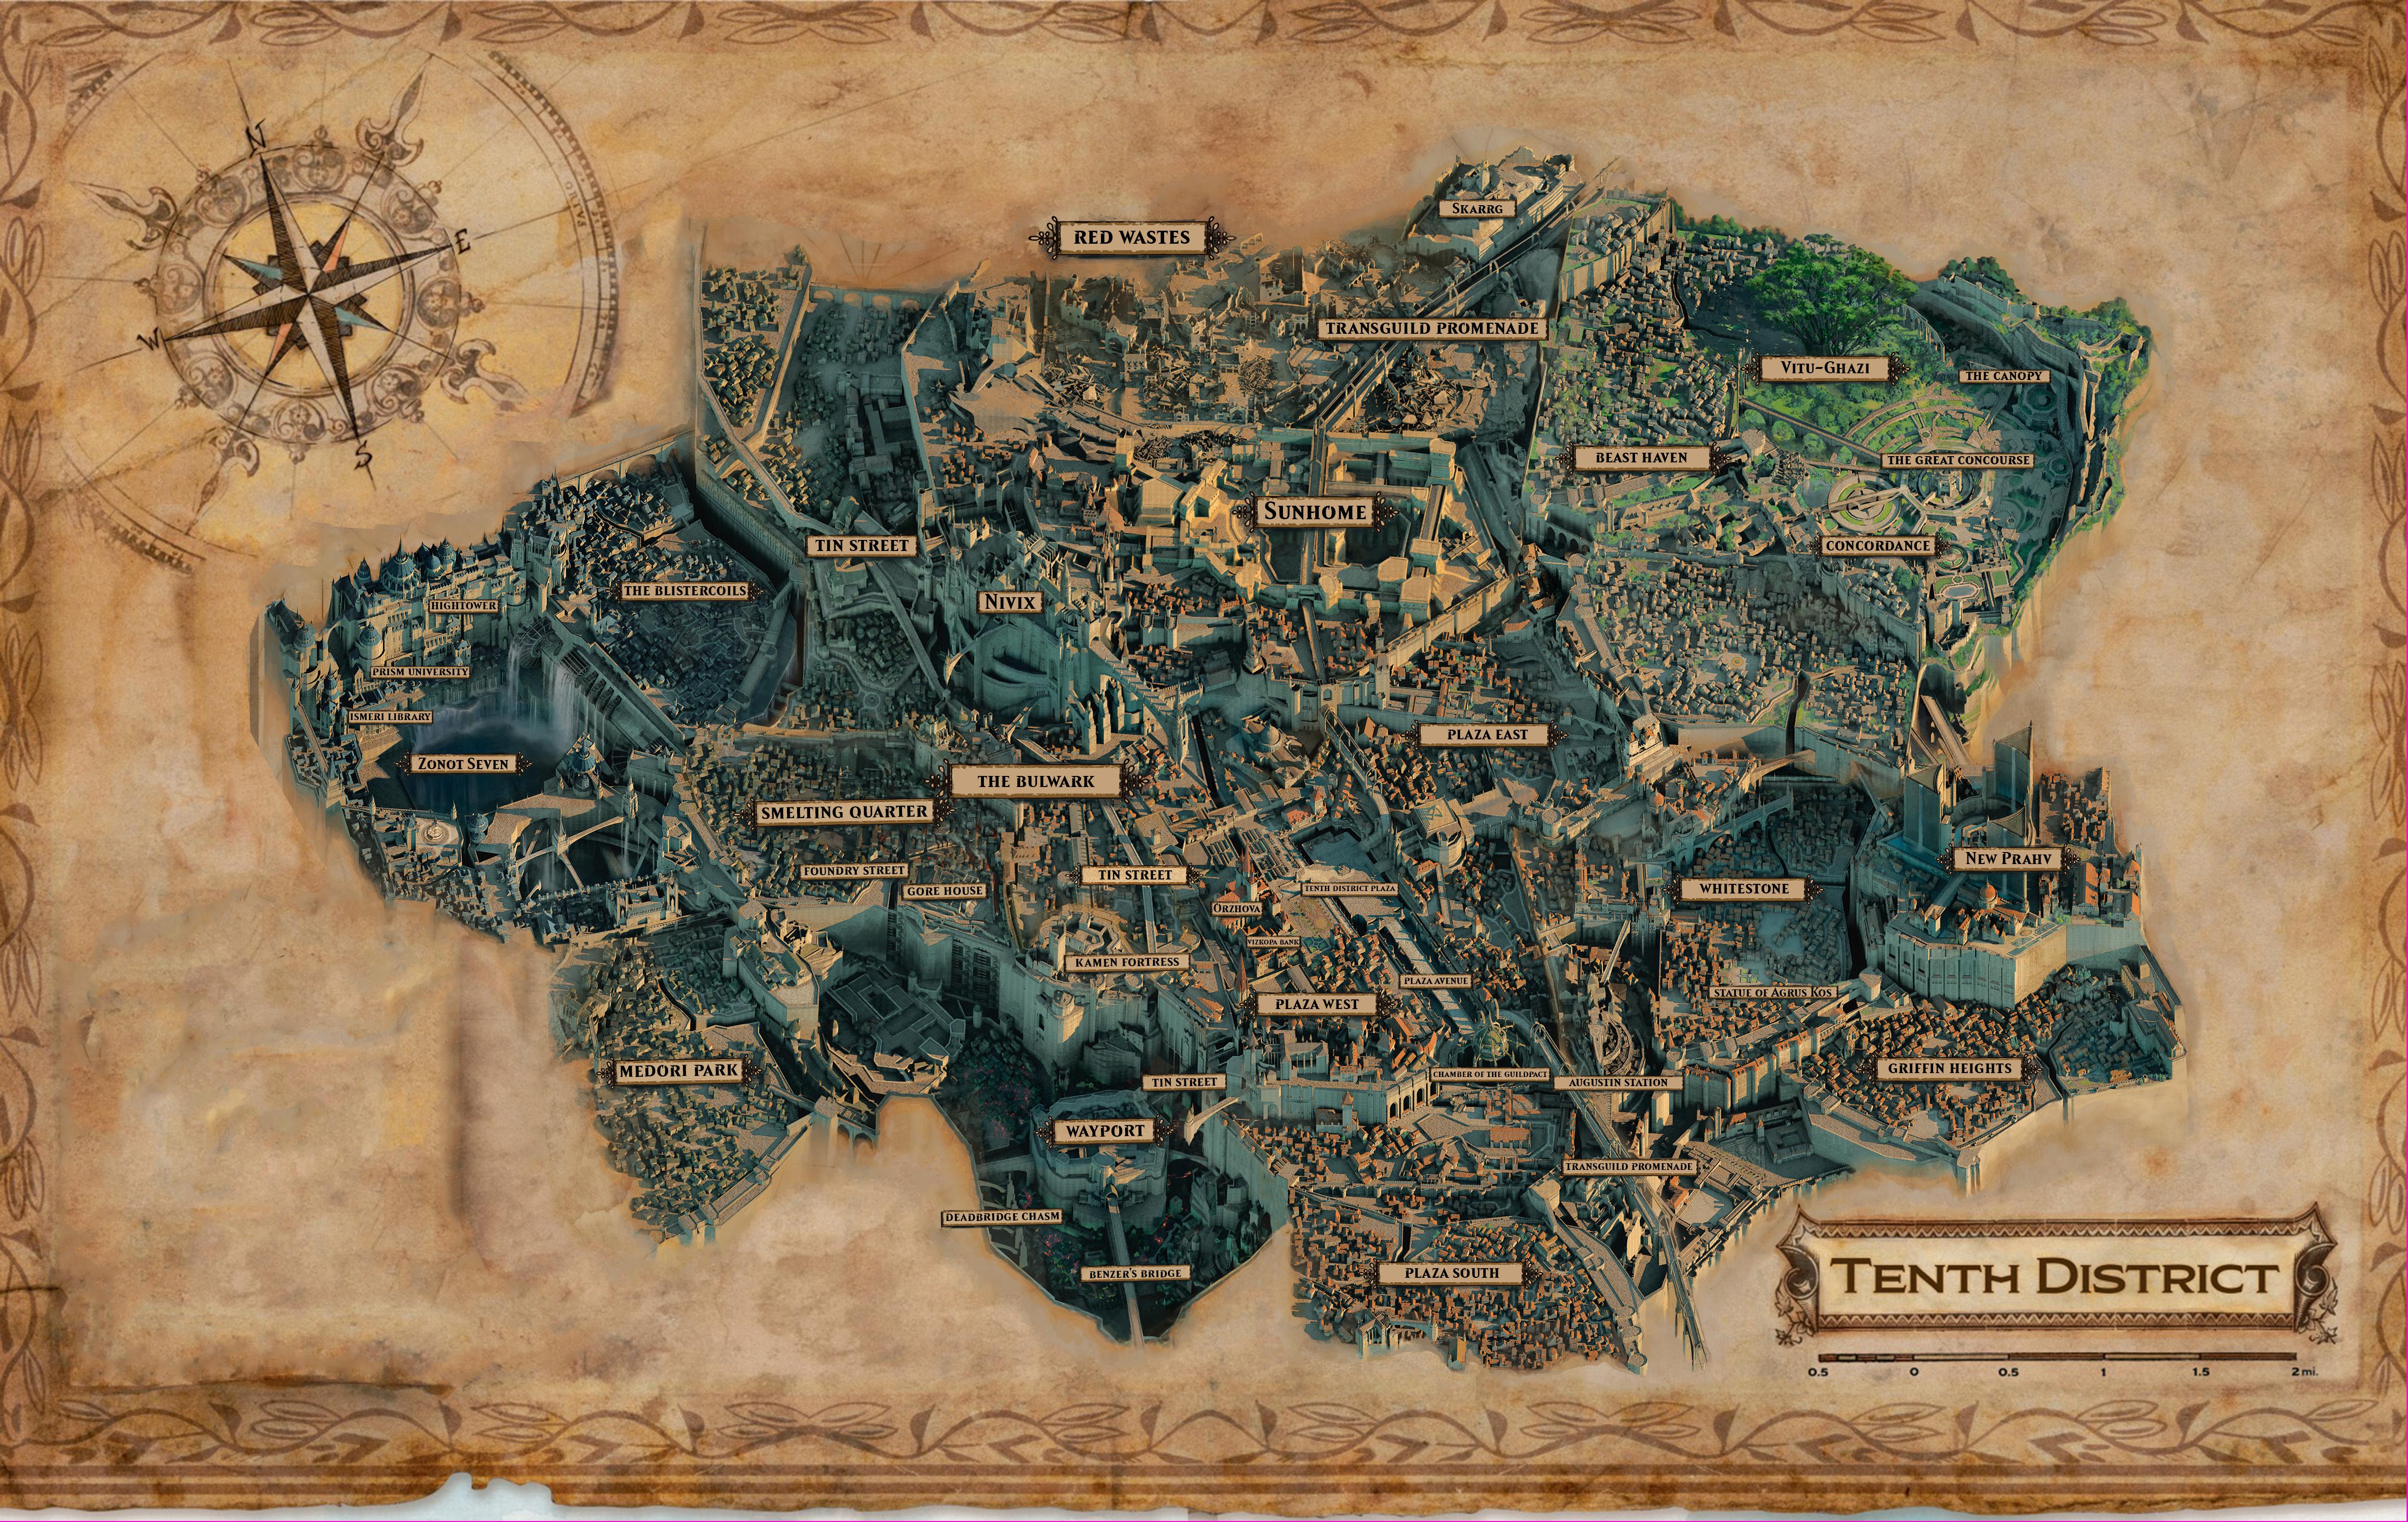 N
E
W
S
ORTVS
SKARRG
RED WASTES
TRANSGUILD PROMENADE
VITU-GHAZI
THE CANOPY
BEAST HAVEN
THE GREAT CONCOURSE
SUNHOME
TIN STREET
CONCORDANCE
THE BLISTERCOILS
NIVIX
HIGHTOWER
PRISM UNIVERSITY
ISMERI LIBRARY
PLAZA EAST
ZONOT SEVEN
THE BULWARK
SMELTING QUARTER
NEW PRAHV
FOUNDRY STREET
GORE HOUSE
TIN STREET
TENTH DISTRICT PLAZA
WHITESTONE
ORZHOVA
VIZKOPA BANK
KAMEN FORTRESS
PLAZA AVENUE
STATUE OF AGRUS KOS
PLAZA WEST
MEDORI PARK
GRIFFIN HEIGHTS
TIN STREET
CHAMBER OF THE GUILDPACT
AUGUSTIN STATION
WAYPORT
TRANSGUILD PROMENADE
DEADBRIDGE CHASM
BENZER'S BRIDGE
PLAZA SOUTH
TENTH DISTRICT
0.5 0 0.5 1 1.5 2 mi.